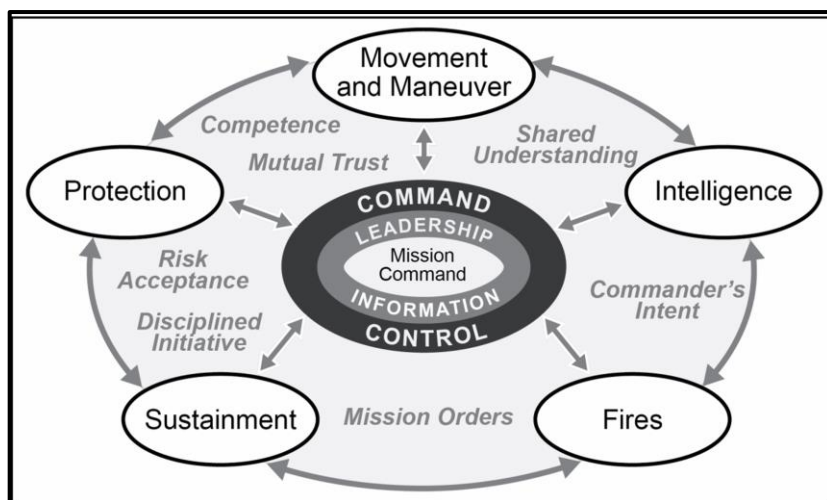 Movement
and Maneuver
Competence
Mutual Trust
Shared
Understanding
Protection
Intelligence
COMMAND
LEADERSHIP
Mission
Command
INFORMATION
CONTROL
Risk
Acceptance
Disciplined
Initiative
Commander's
Intent
Sustainment
Mission Orders
Fires